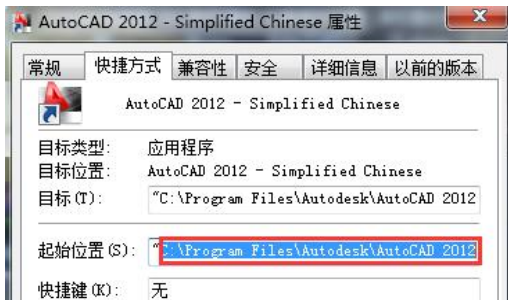 AutoCAD 2012 - Simplified Chinese 属性
常规 快捷方式 兼容性 安全 详细信息 以前的版本
AutoCAD 2012 - Simplified Chinese
目标类型: 应用程序
目标位置: AutoCAD 2012 - Simplified Chinese
目标(T): "C:\Program Files\Autodesk\AutoCAD 2012
起始位置(S): "C:\Program Files\Autodesk\AutoCAD 2012
快捷键(K): 无